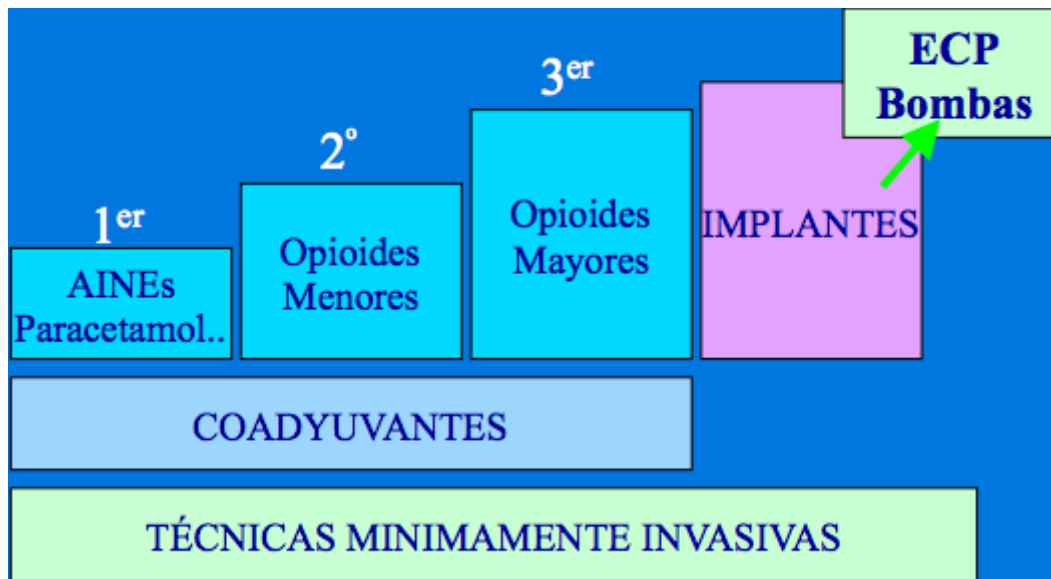 1er
AINEs
Paracetamol..
2º
Opioides
Menores
3er
Opioides
Mayores
IMPLANTES
ECP
Bombas
COADYUVANTES
TÉCNICAS MINIMAMENTE INVASIVAS